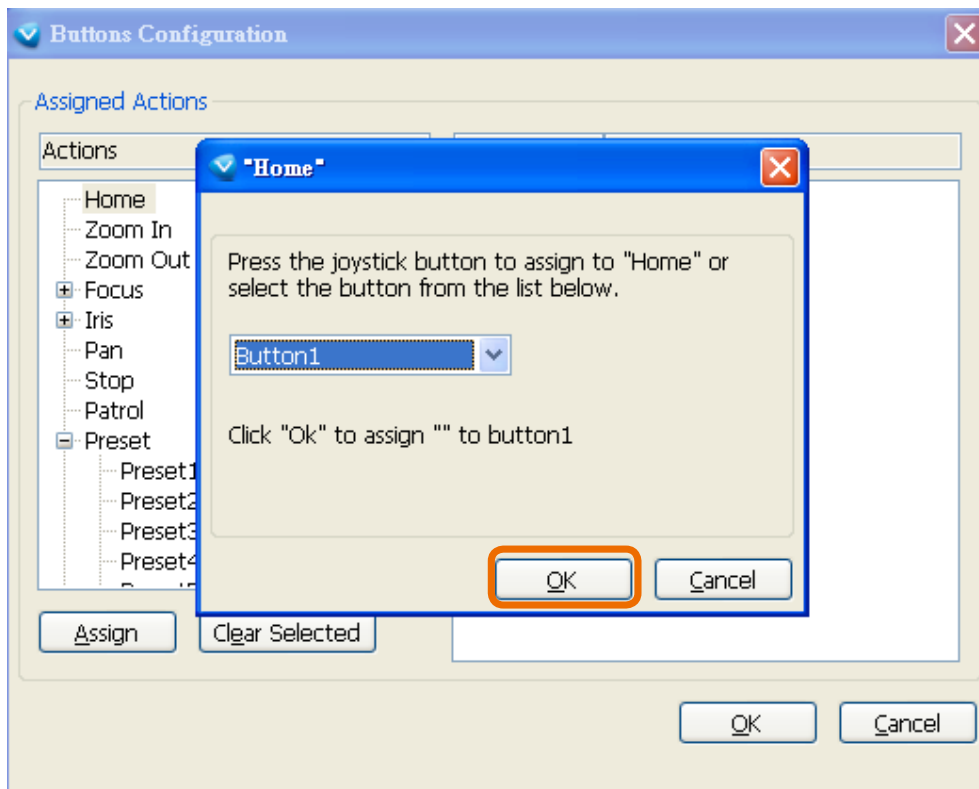 Buttons Configuration
Assigned Actions
Actions
"Home"
Home
Zoom In
Zoom Out
Focus
Iris
Pan
Stop
Patrol
Preset
Preset1
Preset2
Preset3
Preset4
Press the joystick button to assign to "Home" or
select the button from the list below.
Button1
Click "Ok" to assign "" to button1
OK Cancel
Assign Clear Selected
OK Cancel